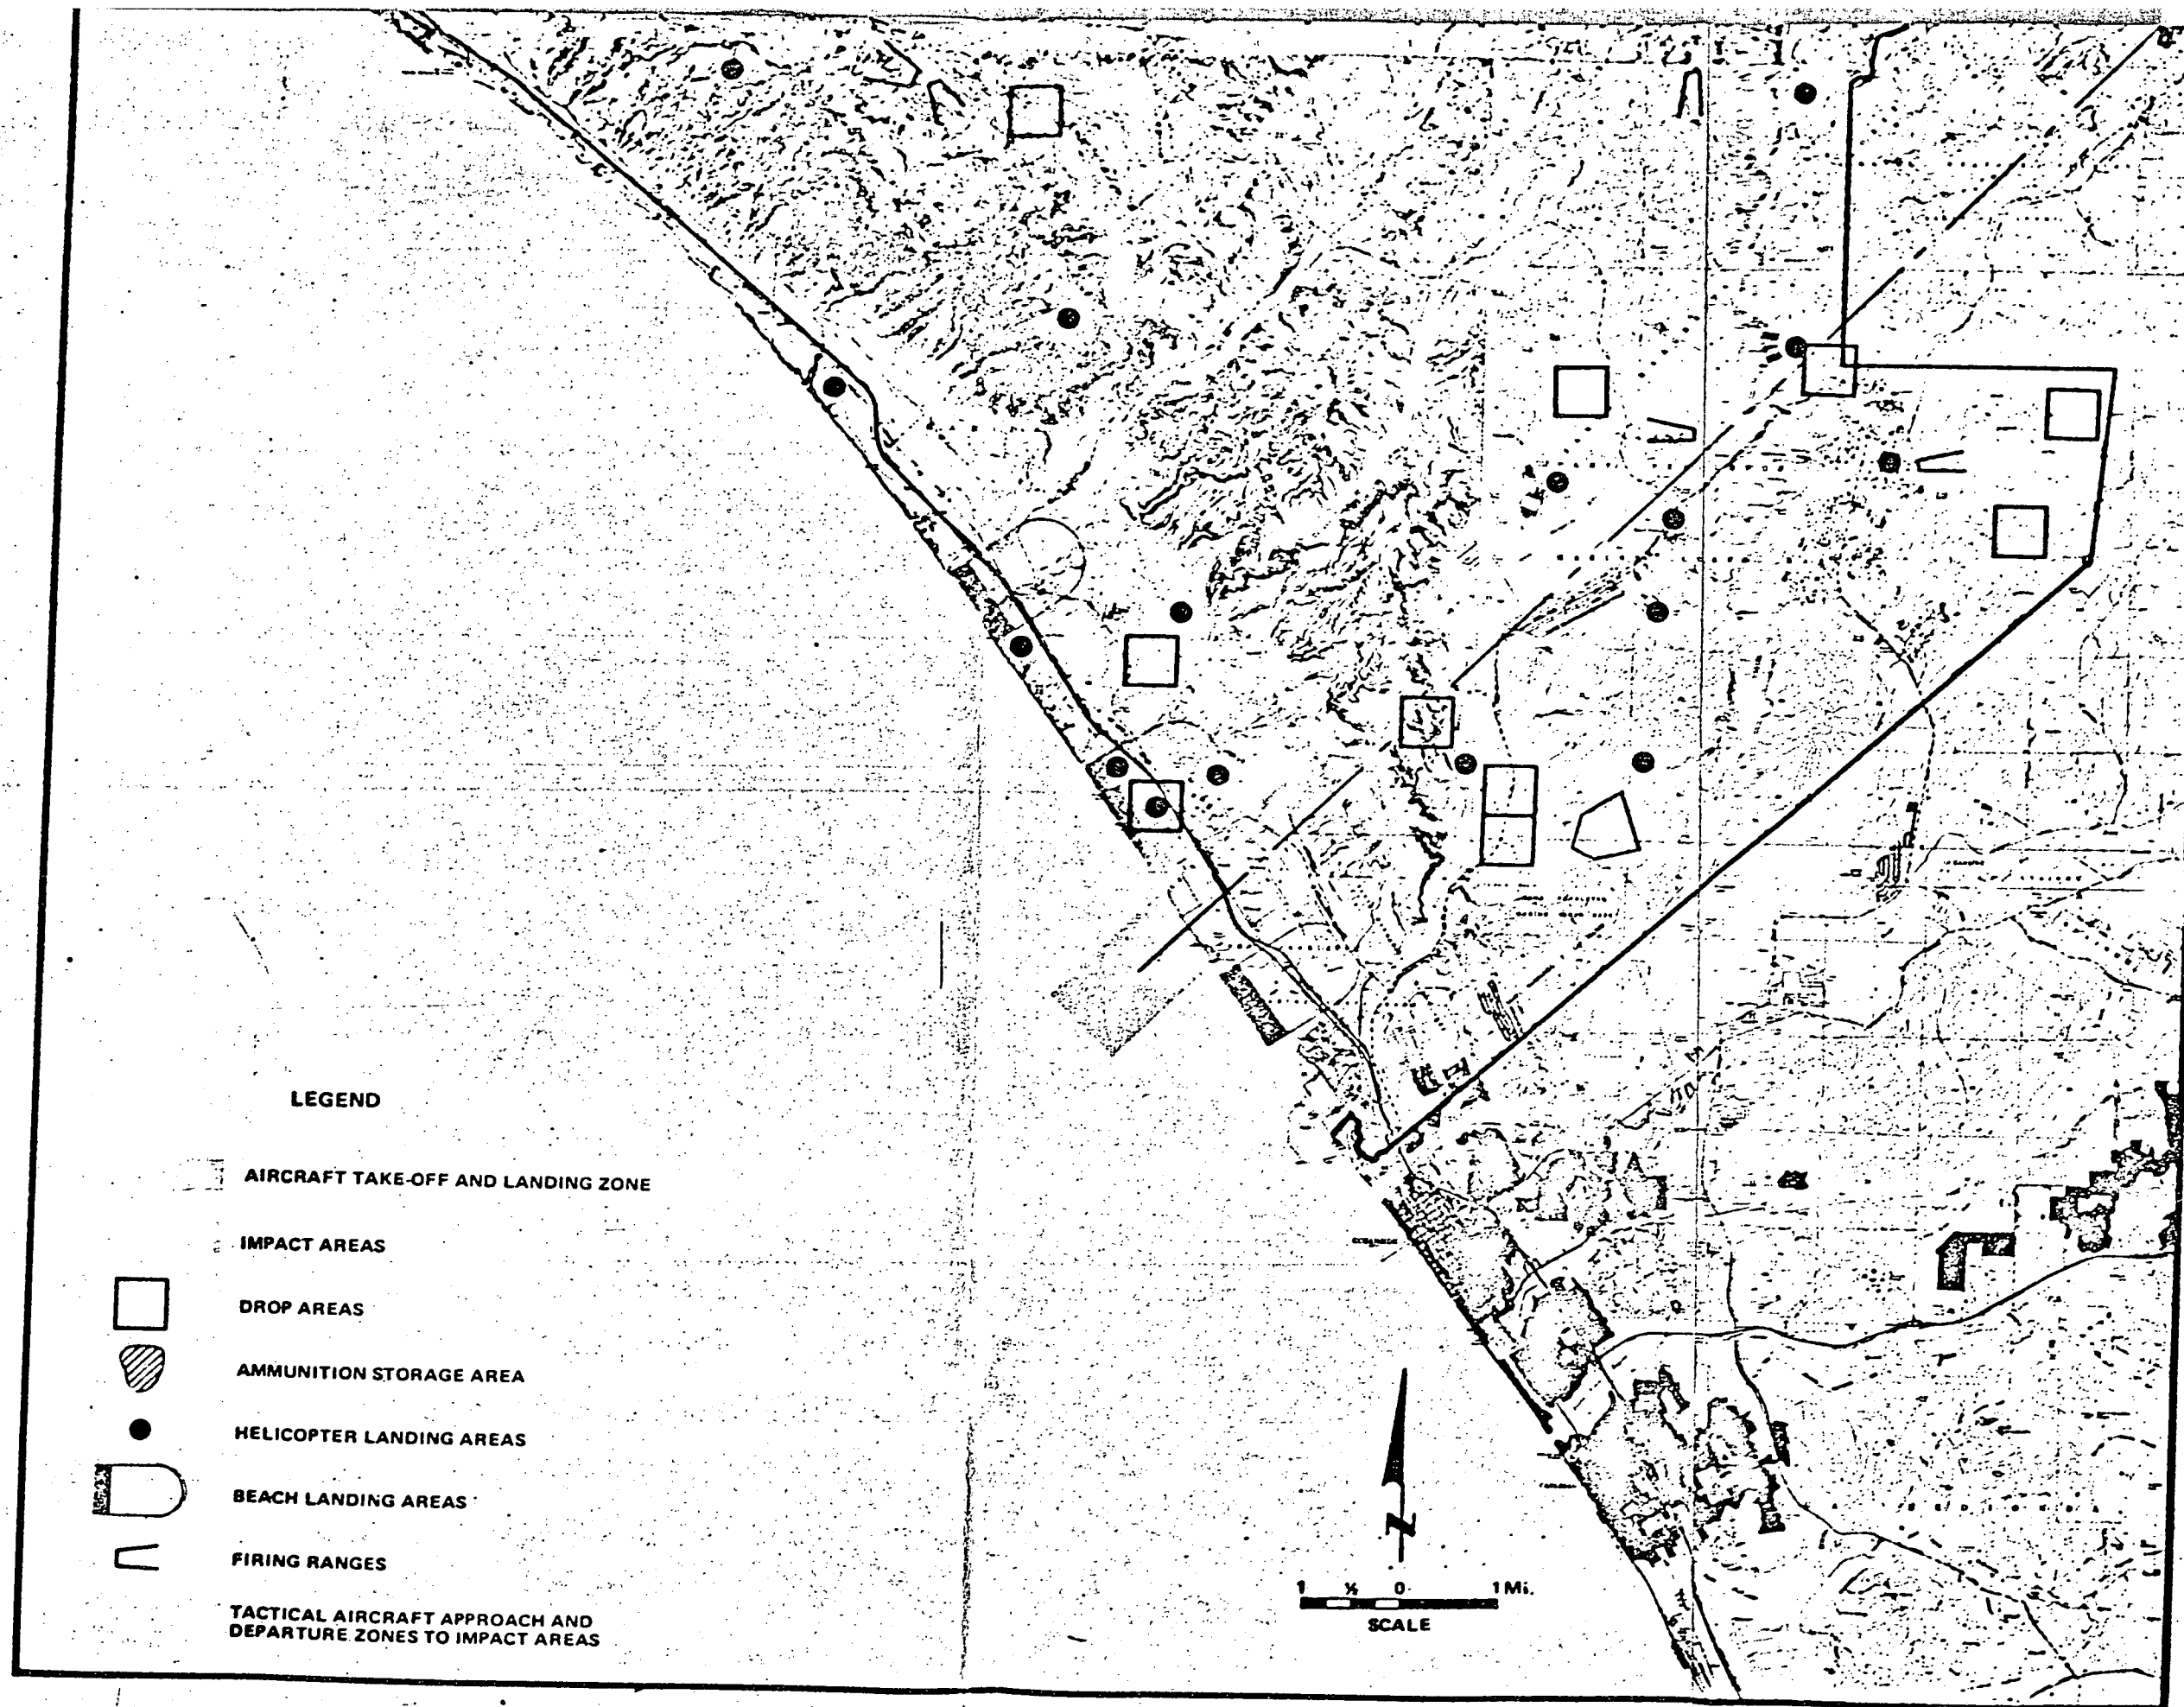 LEGEND
AIRCRAFT TAKE-OFF AND LANDING ZONE
IMPACT AREAS
DROP AREAS
AMMUNITION STORAGE AREA
HELICOPTER LANDING AREAS
BEACH LANDING AREAS
FIRING RANGES
TACTICAL AIRCRAFT APPROACH AND
DEPARTURE ZONES TO IMPACT AREAS
N
1 ½ 0 1 Mi.
SCALE